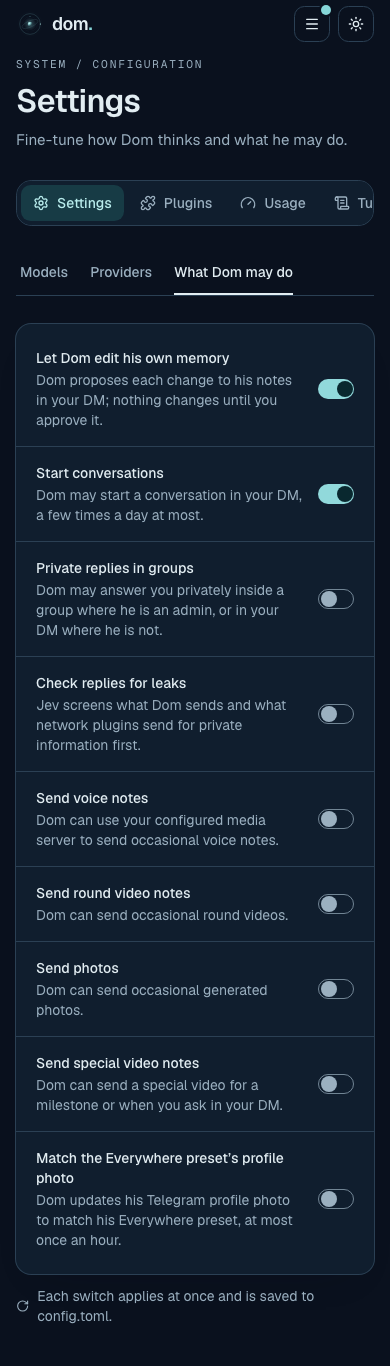 dom.
SYSTEM / CONFIGURATION
Settings
Fine-tune how Dom thinks and what he may do.
Settings Plugins Usage Tu
Models Providers What Dom may do
Let Dom edit his own memory
Dom proposes each change to his notes
in your DM; nothing changes until you
approve it.
Start conversations
Dom may start a conversation in your DM,
a few times a day at most.
Private replies in groups
Dom may answer you privately inside a
group where he is an admin, or in your
DM where he is not.
Check replies for leaks
Jev screens what Dom sends and what
network plugins send for private
information first.
Send voice notes
Dom can use your configured media
server to send occasional voice notes.
Send round video notes
Dom can send occasional round videos.
Send photos
Dom can send occasional generated
photos.
Send special video notes
Dom can send a special video for a
milestone or when you ask in your DM.
Match the Everywhere preset's profile
photo
Dom updates his Telegram profile photo
to match his Everywhere preset, at most
once an hour.
Each switch applies at once and is saved to
config.toml.